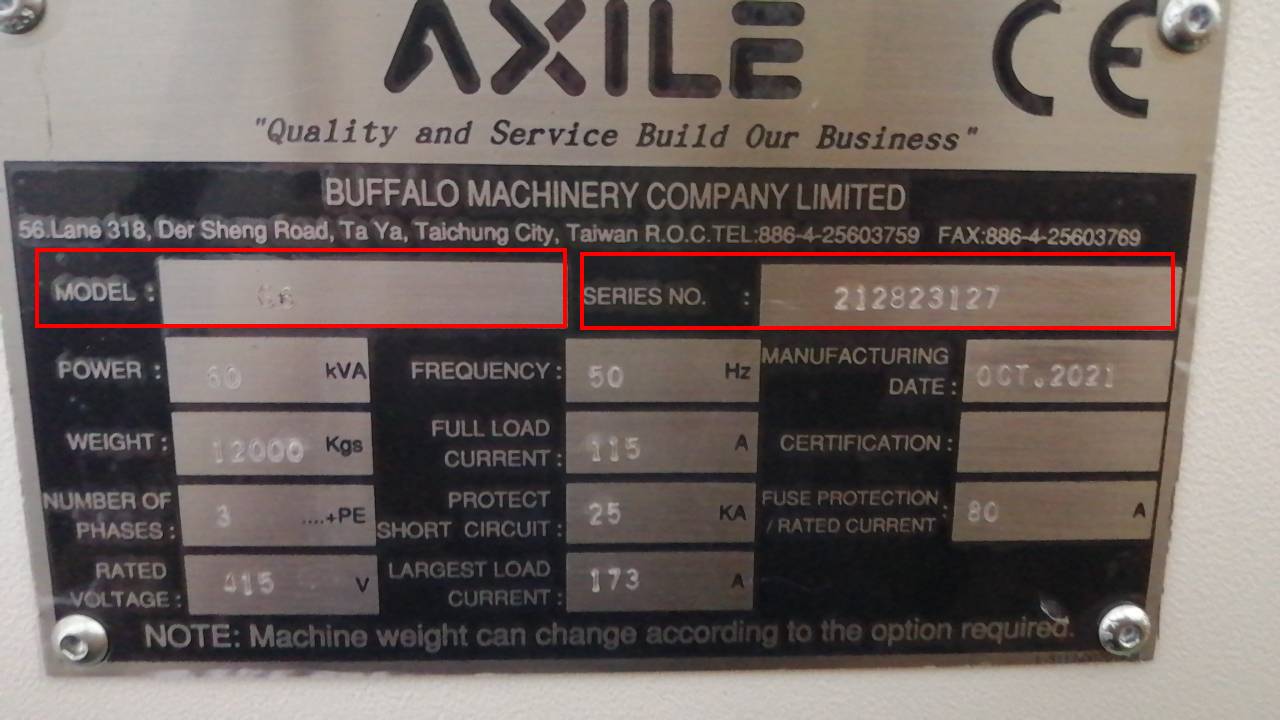 AXILE CE
"Quality and Service Build Our Business"
BUFFALO MACHINERY COMPANY LIMITED
56.Lane 318, Der Sheng Road, Ta Ya, Taichung City, Taiwan R.O.C.TEL:886-4-25603759 FAX:886-4-25603769
MODEL : G6 SERIES NO. : 212823127
POWER : 60 kVA FREQUENCY : 50 Hz MANUFACTURING DATE : OCT.2021
WEIGHT : 12000 Kgs FULL LOAD CURRENT : 115 A CERTIFICATION :
NUMBER OF PHASES : 3 ....+PE PROTECT SHORT CIRCUIT : 25 KA FUSE PROTECTION / RATED CURRENT : 80 A
RATED VOLTAGE : 415 V LARGEST LOAD CURRENT : 173 A
NOTE: Machine weight can change according to the option required.